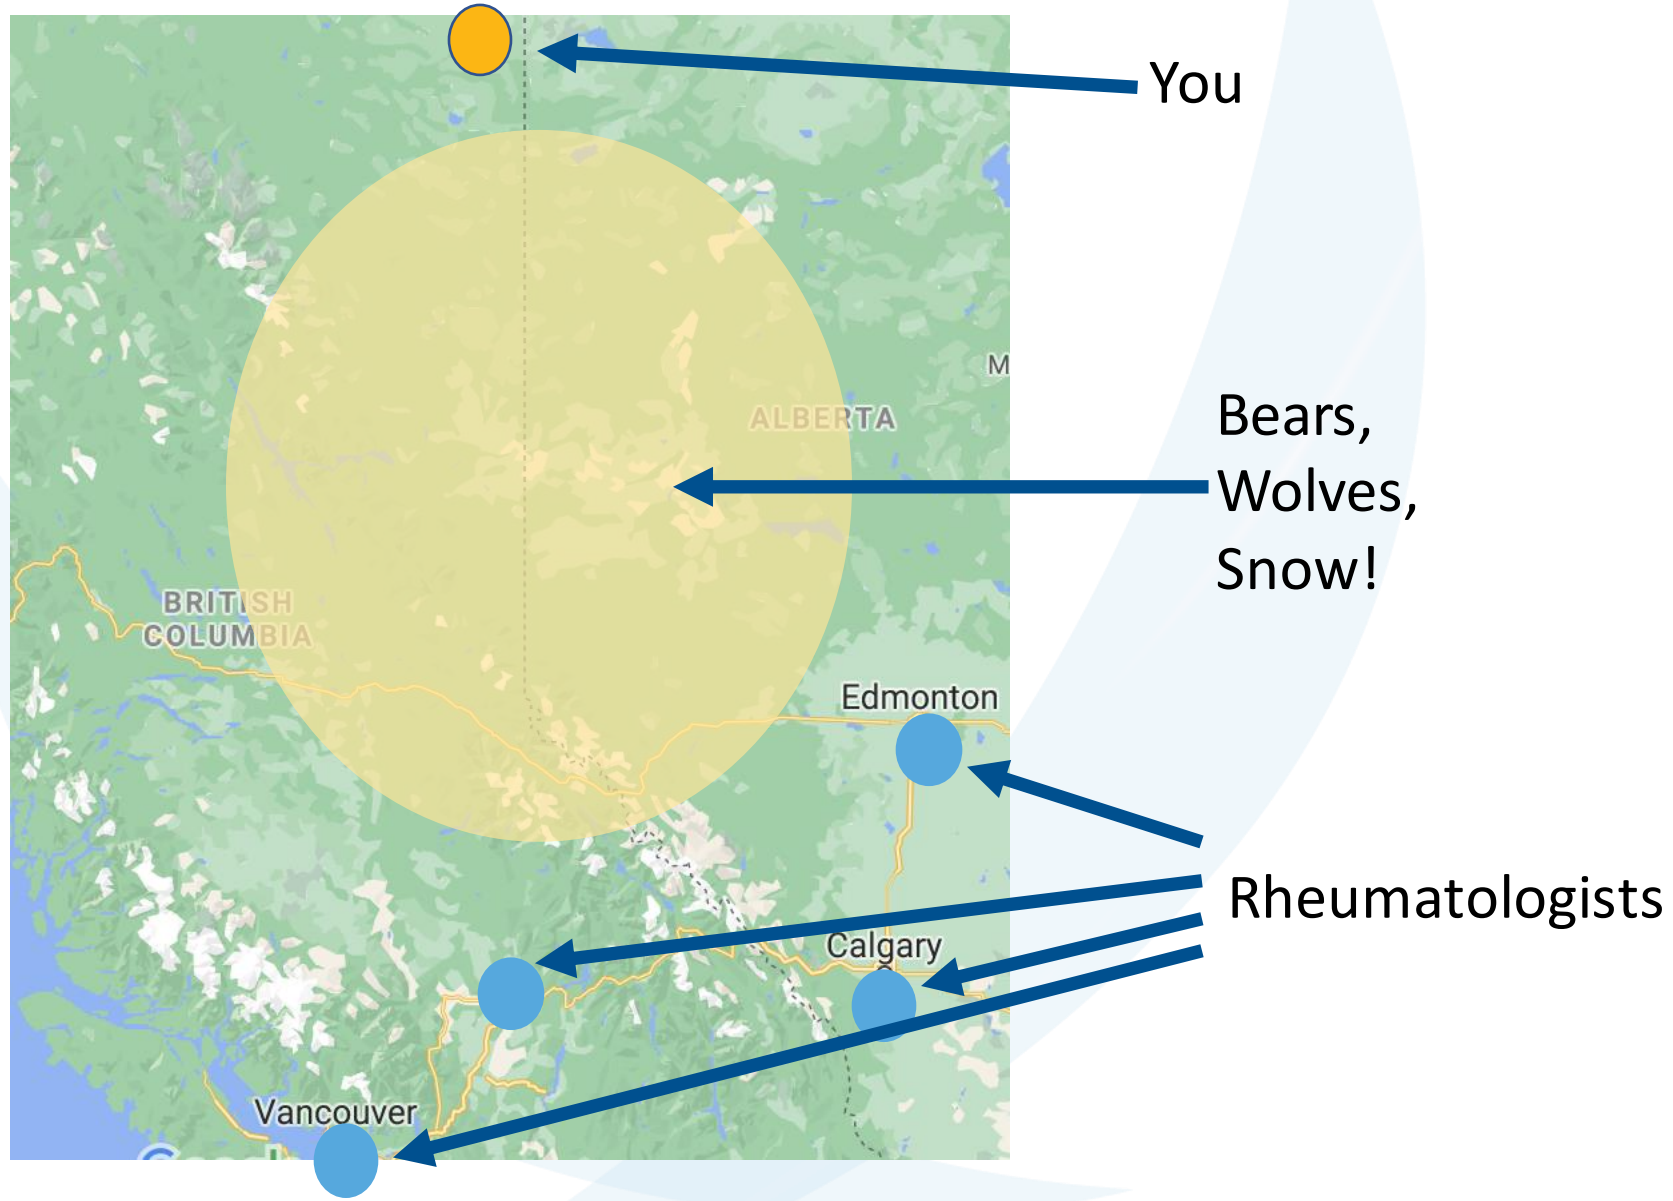 You
Bears,
Wolves,
Snow!
M
ALBERTA
BRITISH
COLUMBIA
Edmonton
Rheumatologists
Calgary
Vancouver